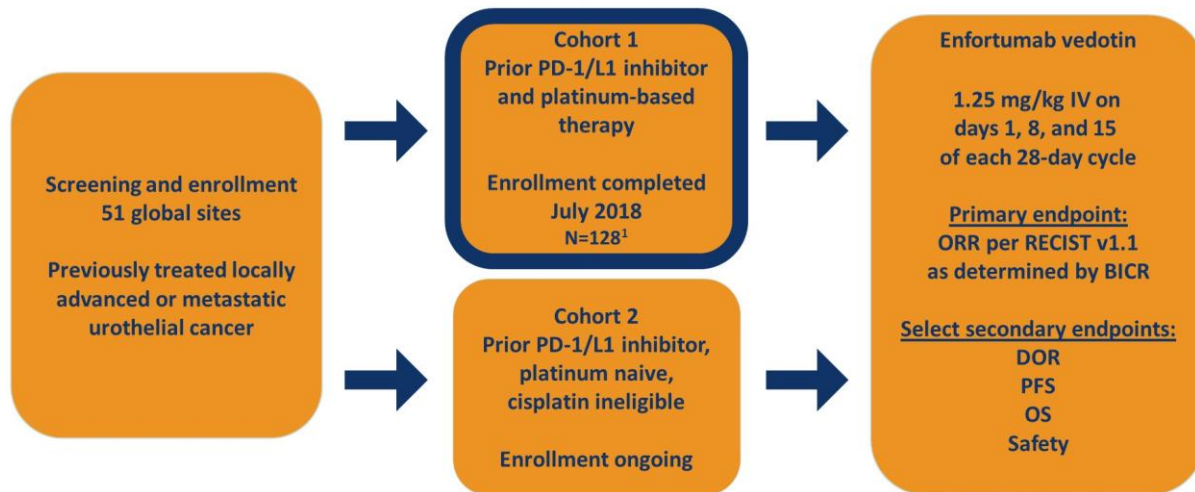 Screening and enrollment
51 global sites
Previously treated locally
advanced or metastatic
urothelial cancer
Cohort 1
Prior PD-1/L1 inhibitor
and platinum-based
therapy
Enrollment completed
July 2018
N=128¹
Cohort 2
Prior PD-1/L1 inhibitor,
platinum naive,
cisplatin ineligible
Enrollment ongoing
Enfortumab vedotin
1.25 mg/kg IV on
days 1, 8, and 15
of each 28-day cycle
Primary endpoint:
ORR per RECIST v1.1
as determined by BICR
Select secondary endpoints:
DOR
PFS
OS
Safety